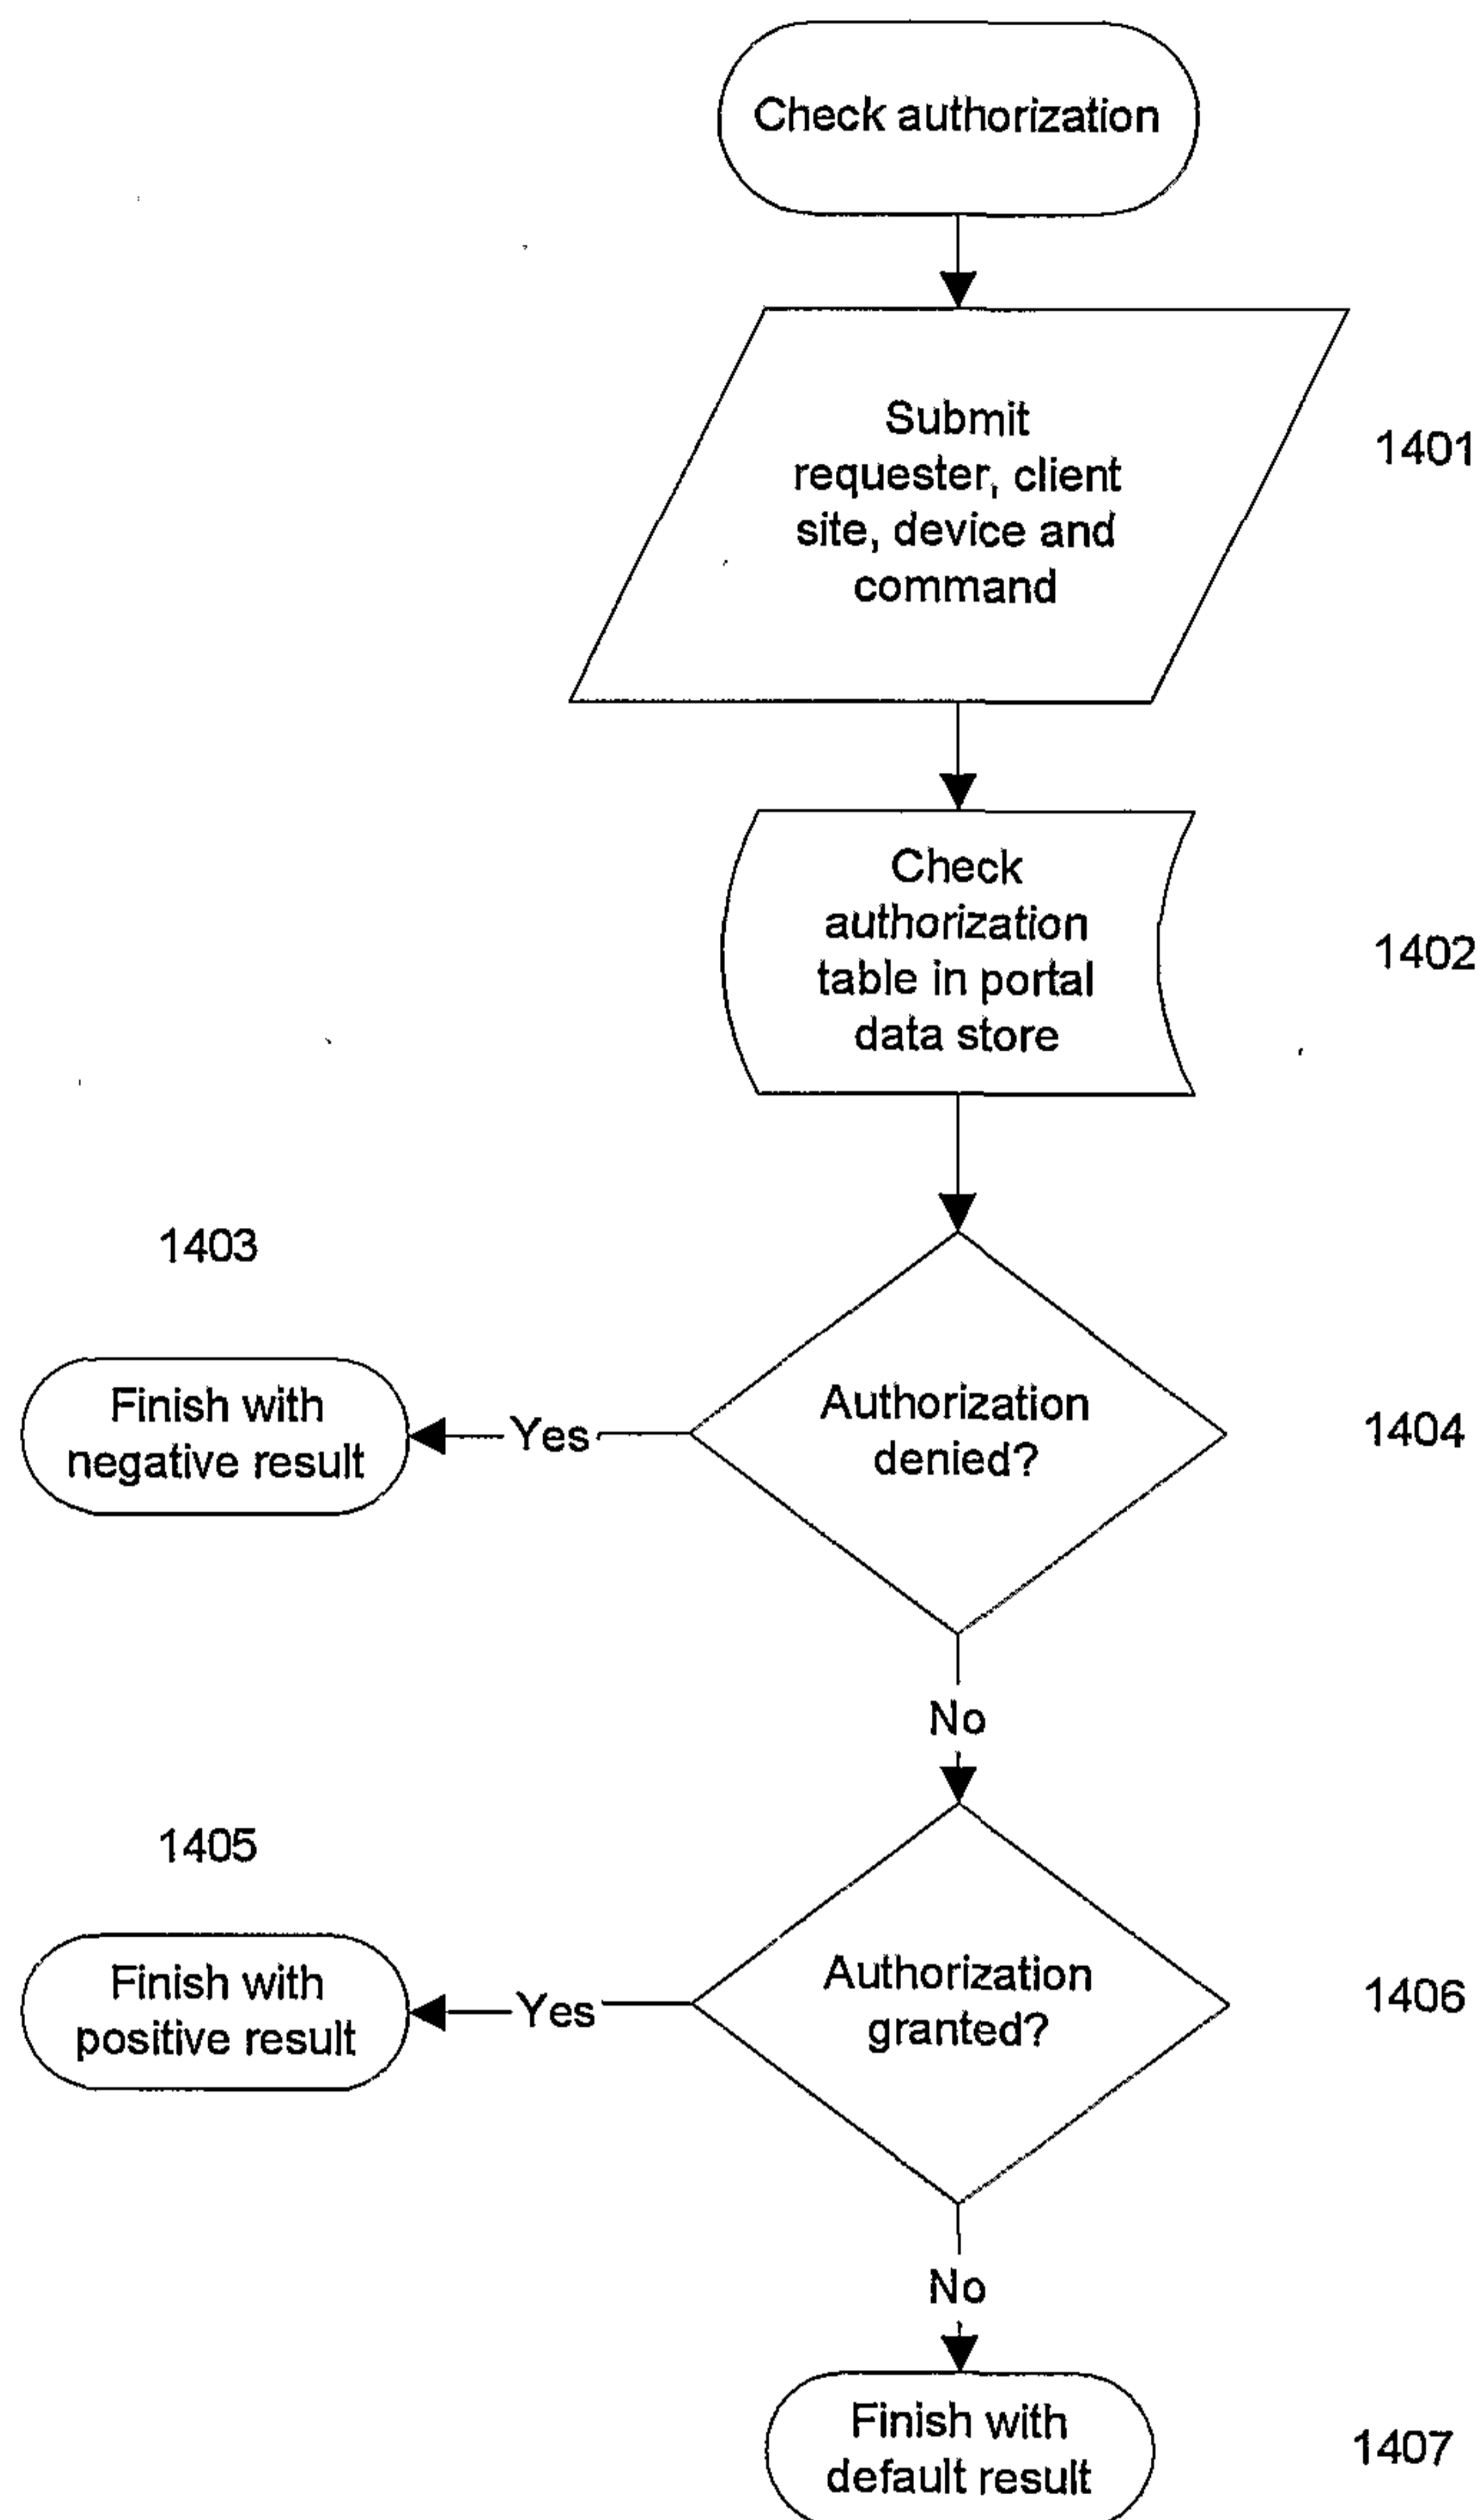 Check authorization
Submit
requester, client
site, device and
command
1401
Check
authorization
table in portal
data store
1402
1403
Finish with
negative result
Yes
Authorization
denied?
1404
No
1405
Finish with
positive result
Yes
Authorization
granted?
1406
No
Finish with
default result
1407